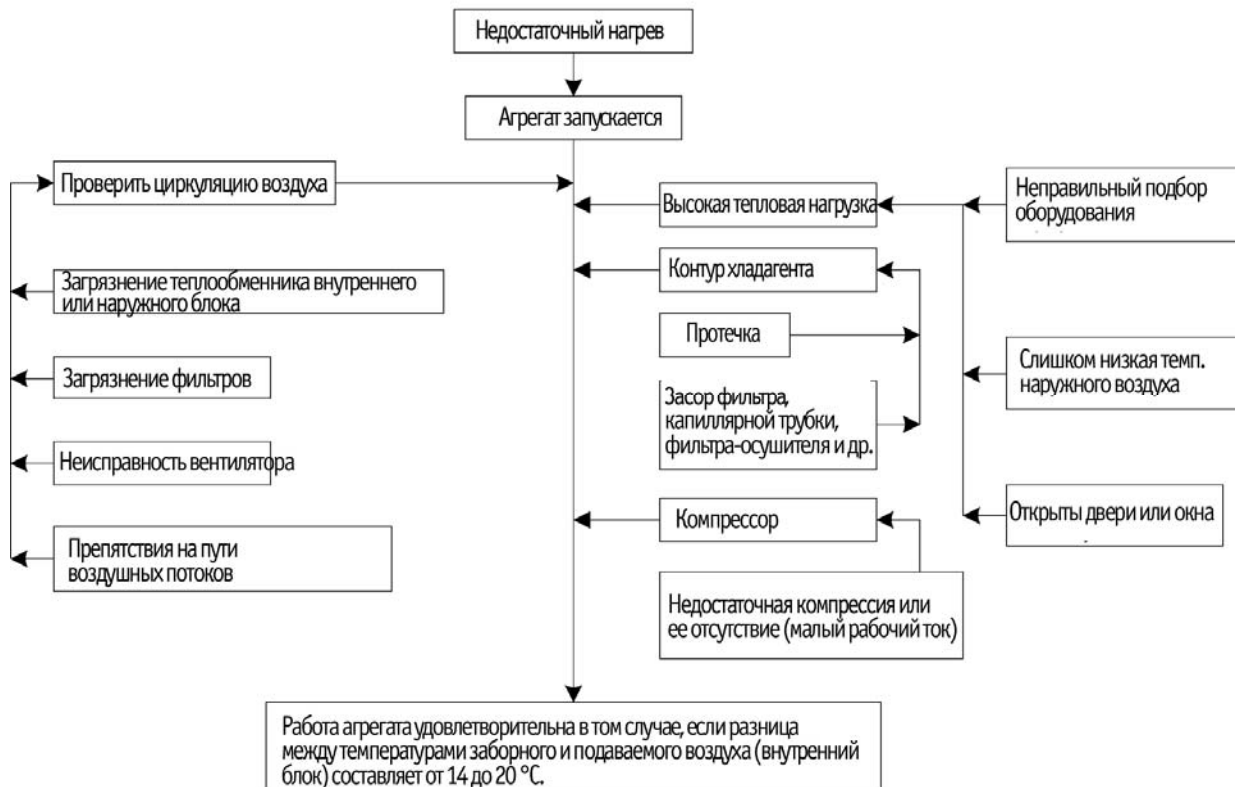 Недостаточный нагрев
Агрегат запускается
Проверить циркуляцию воздуха
Загрязнение теплообменника внутреннего
или наружного блока
Загрязнение фильтров
Неисправность вентилятора
Препятствия на пути
воздушных потоков
Высокая тепловая нагрузка
Контур хладагента
Протечка
Засор фильтра,
капиллярной трубки,
фильтра-осушителя и др.
Компрессор
Недостаточная компрессия или
ее отсутствие (малый рабочий ток)
Неправильный подбор
оборудования
Слишком низкая темп.
наружного воздуха
Открыты двери или окна
Работа агрегата удовлетворительна в том случае, если разница
между температурами заборного и подаваемого воздуха (внутренний
блок) составляет от 14 до 20 °C.